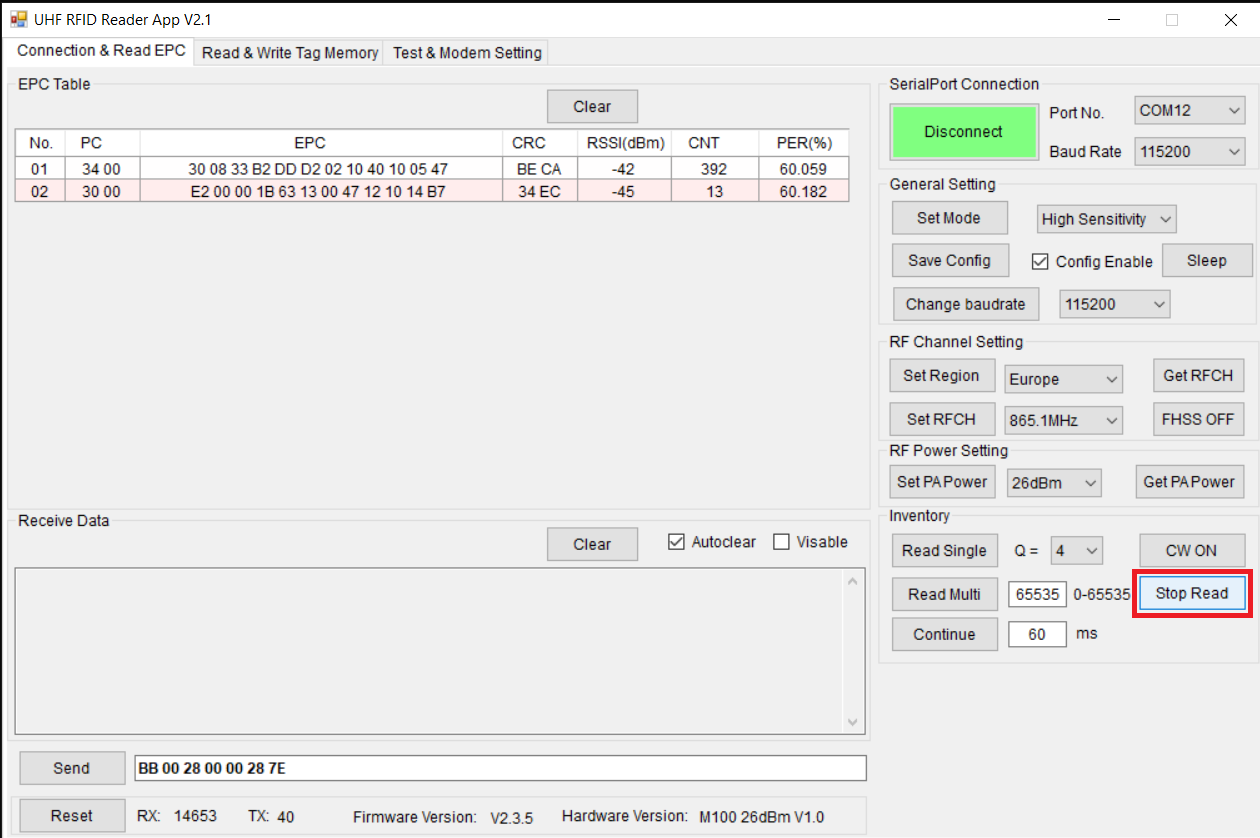 UHF RFID Reader App V2.1
Connection & Read EPC Read & Write Tag Memory Test & Modem Setting
EPC Table
Clear
No. PC EPC CRC RSSI(dBm) CNT PER(%)
01 34 00 30 08 33 B2 DD D2 02 10 40 10 05 47 BE CA -42 392 60.059
02 30 00 E2 00 00 1B 63 13 00 47 12 10 14 B7 34 EC -45 13 60.182
SerialPort Connection
Disconnect Port No. COM12
Baud Rate 115200
General Setting
Set Mode High Sensitivity
Save Config Config Enable Sleep
Change baudrate 115200
RF Channel Setting
Set Region Europe Get RFCH
Set RFCH 865.1MHz FHSS OFF
RF Power Setting
Set PA Power 26dBm Get PA Power
Inventory
Read Single Q = 4 CW ON
Read Multi 65535 0-65535 Stop Read
Continue 60 ms
Receive Data
Clear Autoclear Visable
Send BB 00 28 00 00 28 7E
Reset RX: 14653 TX: 40 Firmware Version: V2.3.5 Hardware Version: M100 26dBm V1.0